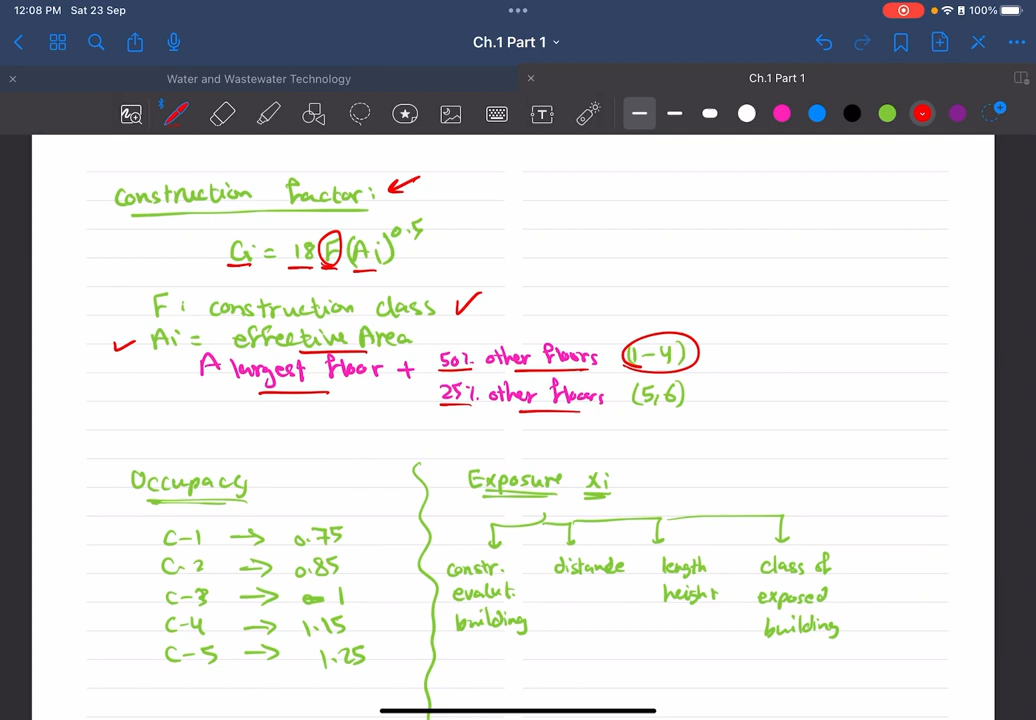 12:08 PM Sat 23 Sep
100%
Ch.1 Part 1
Water and Wastewater Technology
Ch.1 Part 1
Construction factor:
Ci = 18 F (Ai)^0.5
F: construction class
Ai = effective Area
A largest floor + 50% other floors (1-4)
25% other floors (5,6)
Occupacy
C-1 → 0.75
C-2 → 0.85
C-3 → 1
C-4 → 1.15
C-5 → 1.25
Exposure xi
constr. evalut. building
distande
length height
class of exposed building